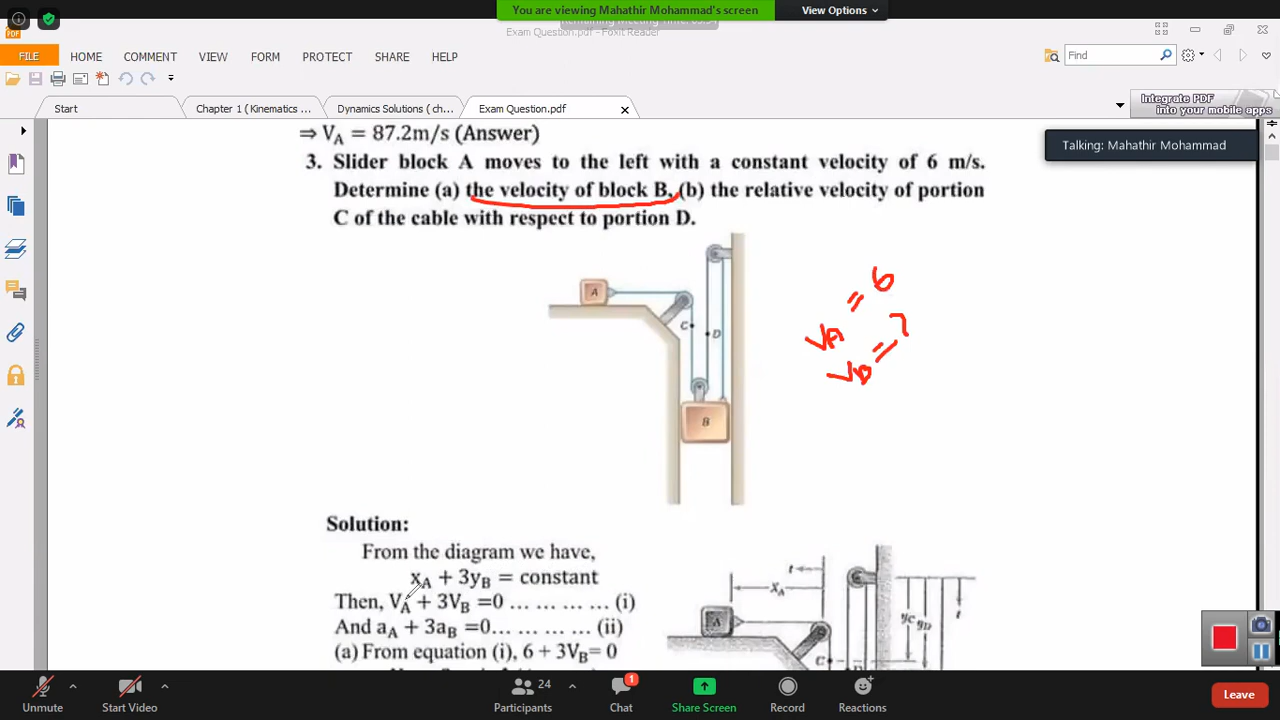 You are viewing Mahathir Mohammad's screen
View Options
Exam Question.pdf - Foxit Reader
FILE
HOME
COMMENT
VIEW
FORM
PROTECT
SHARE
HELP
Find
Start
Chapter 1 ( Kinematics ...
Dynamics Solutions ( ch...
Exam Question.pdf
Integrate PDF
into your mobile apps
Talking: Mahathir Mohammad
⇒ VA = 87.2m/s (Answer)
3. Slider block A moves to the left with a constant velocity of 6 m/s.
Determine (a) the velocity of block B, (b) the relative velocity of portion
C of the cable with respect to portion D.
A
C
D
B
VA = 6
VB = ?
Solution:
From the diagram we have,
xA + 3yB = constant
Then, VA + 3VB =0 ... ... ... ... (i)
And aA + 3aB =0... ... ... ... (ii)
(a) From equation (i), 6 + 3VB= 0
t
xA
A
C
yC
yD
t
Unmute
Start Video
24
Participants
1
Chat
Share Screen
Record
Reactions
Leave